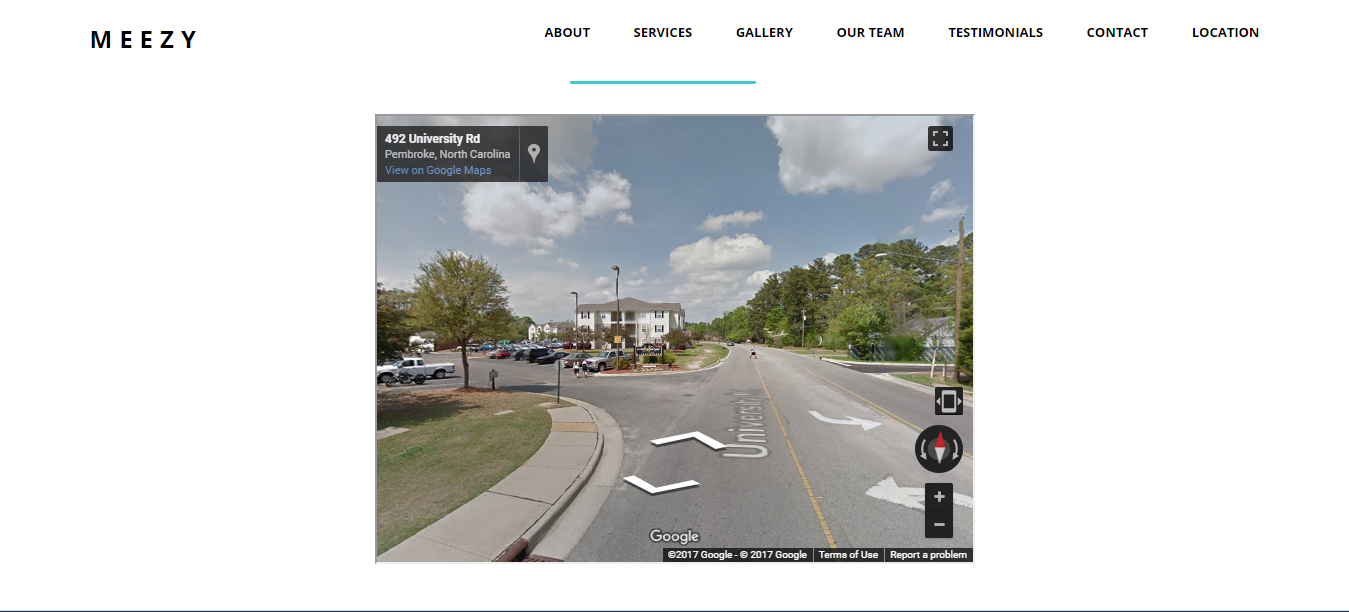 MEEZY
ABOUT SERVICES GALLERY OUR TEAM TESTIMONIALS CONTACT LOCATION
492 University Rd
Pembroke, North Carolina
View on Google Maps
University
Google
©2017 Google - © 2017 Google Terms of Use Report a problem